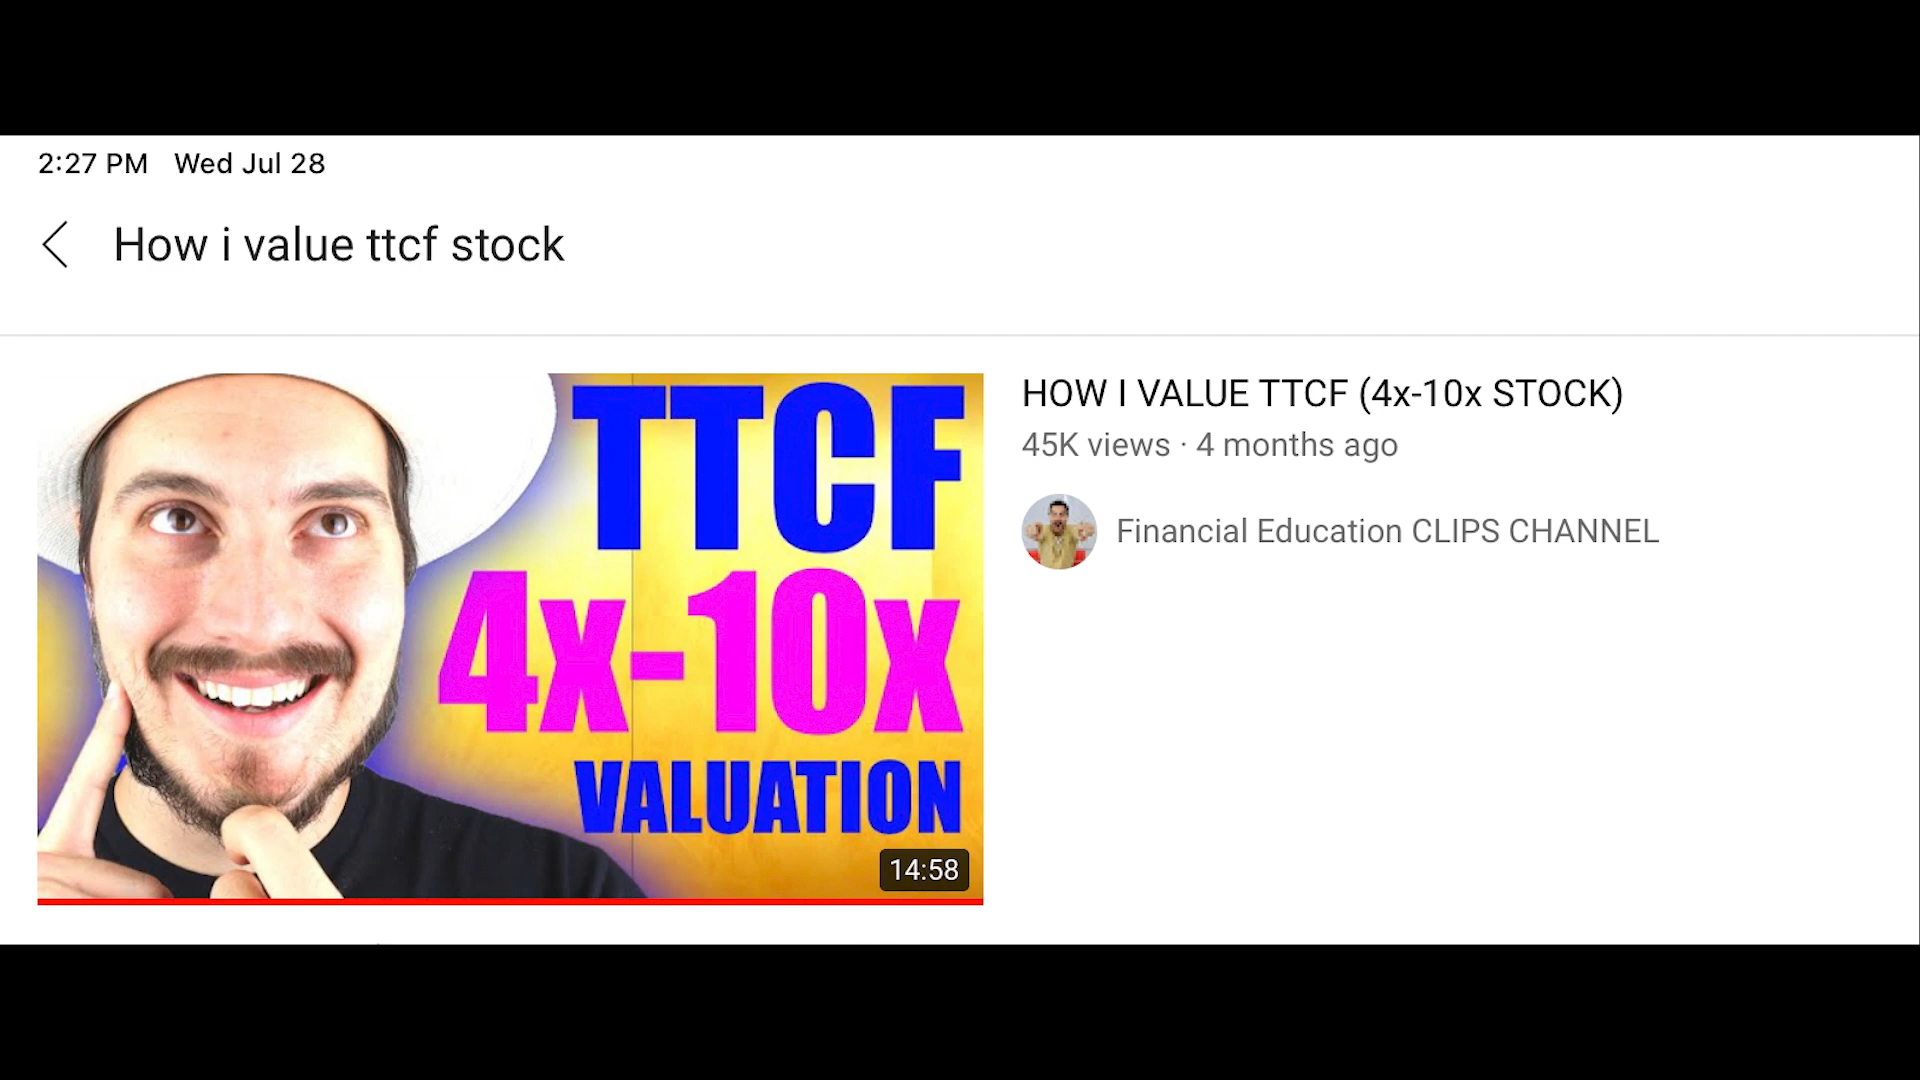 2:27 PM Wed Jul 28
How i value ttcf stock
TTCF
4x-10x
VALUATION
14:58
HOW I VALUE TTCF (4x-10x STOCK)
45K views · 4 months ago
Financial Education CLIPS CHANNEL